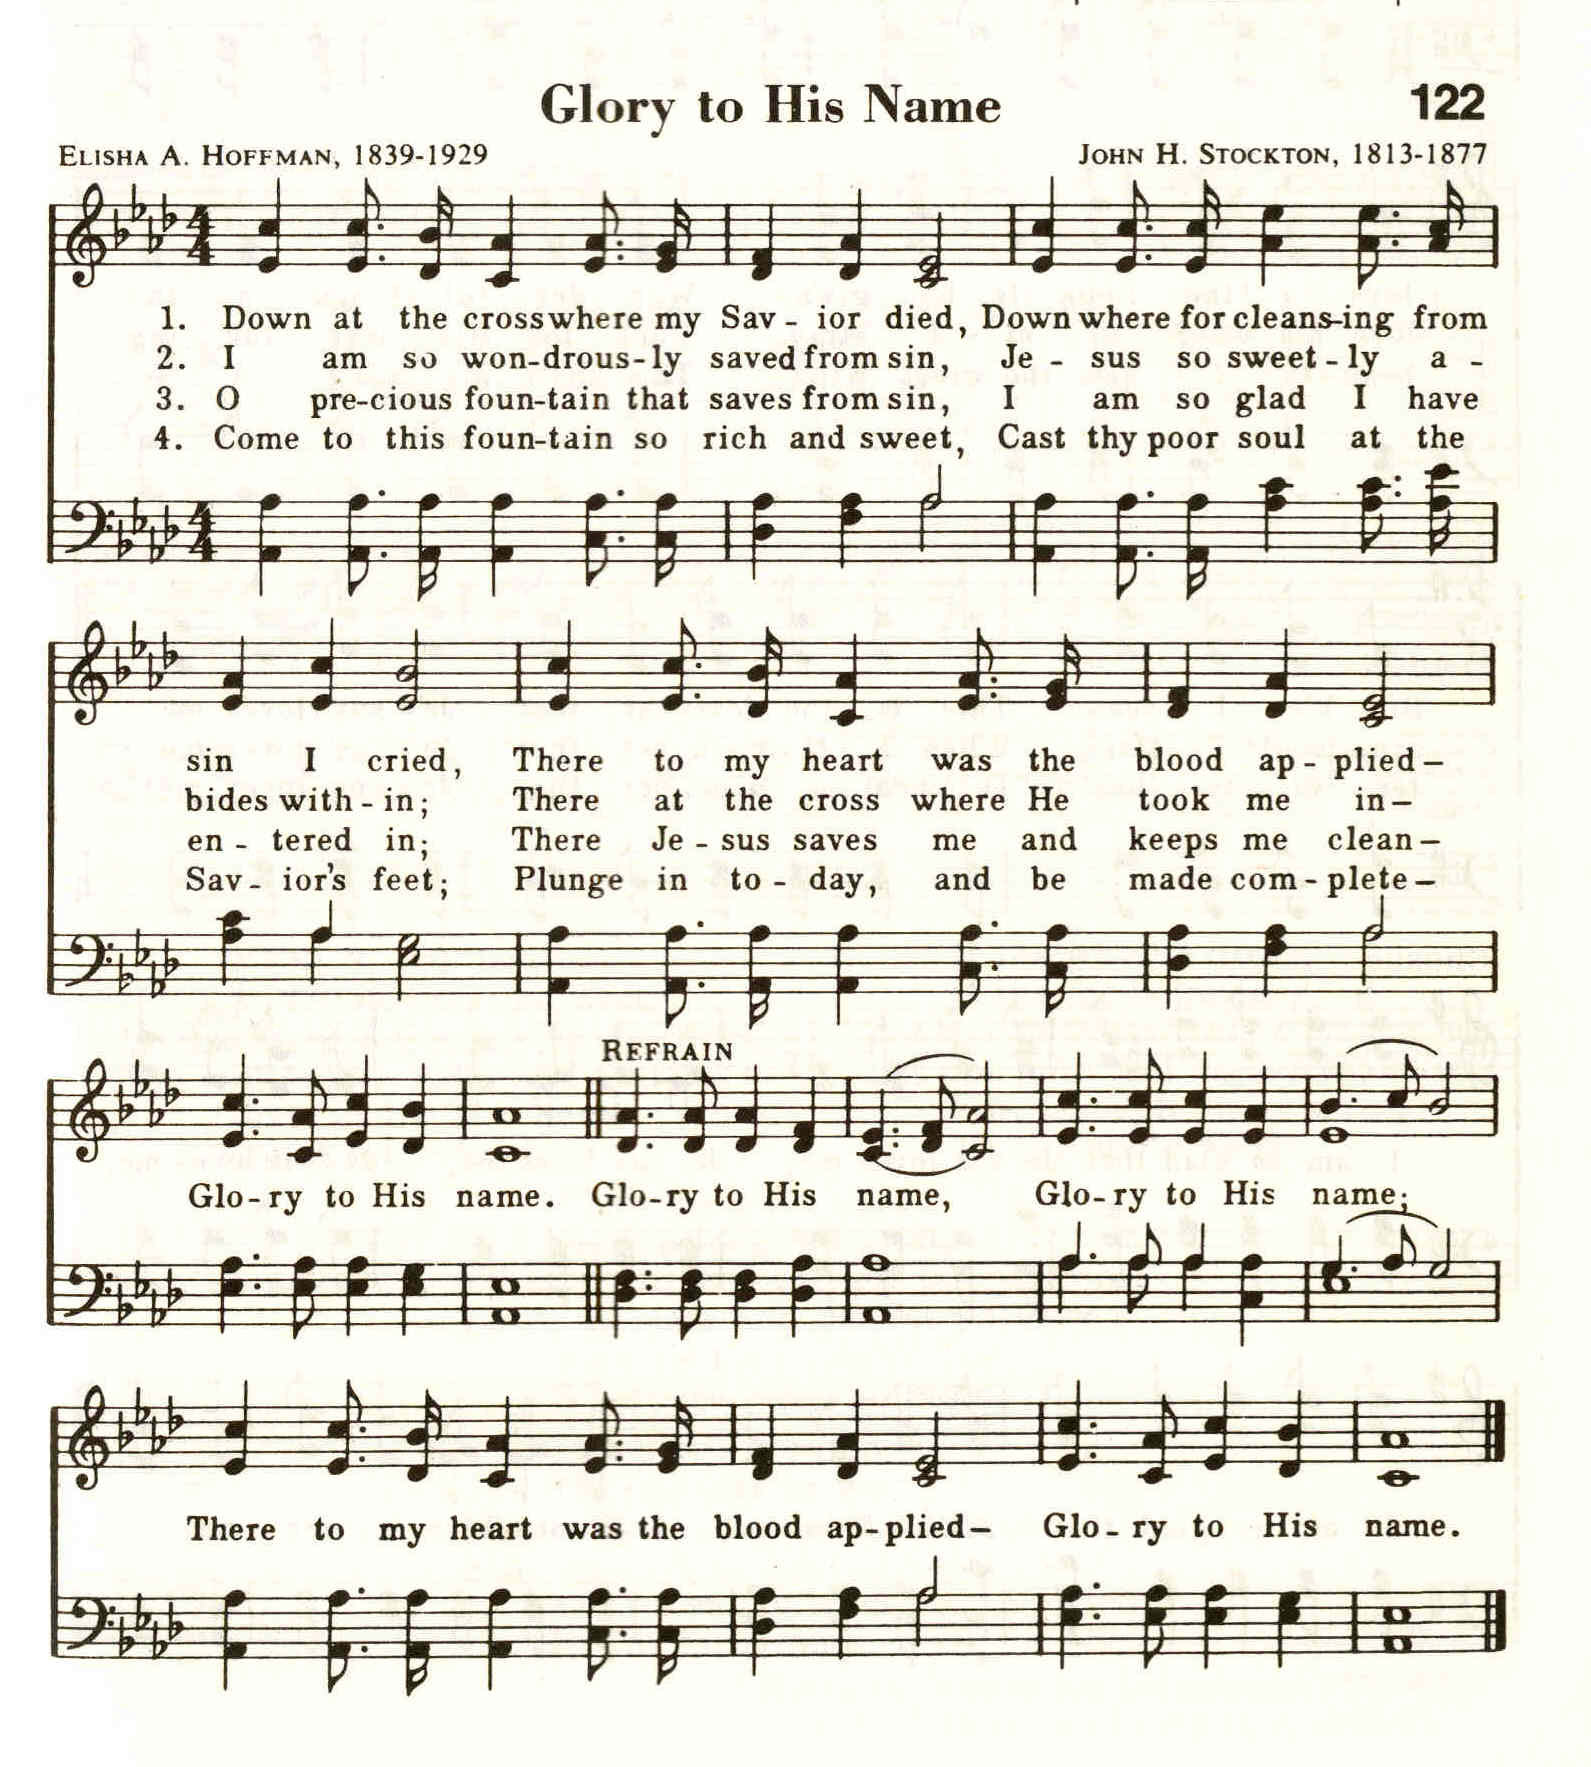 Glory to His Name 122
ELISHA A. HOFFMAN, 1839-1929 JOHN H. STOCKTON, 1813-1877
4
4
1. Down at the cross where my Sav - ior died, Down where for cleans-ing from
2. I am so won-drous-ly saved from sin, Je - sus so sweet-ly a -
3. O pre-cious foun-tain that saves from sin, I am so glad I have
4. Come to this foun-tain so rich and sweet, Cast thy poor soul at the
4
4
sin I cried, There to my heart was the blood ap - plied—
bides with - in; There at the cross where He took me in—
en - tered in; There Je - sus saves me and keeps me clean—
Sav - ior's feet; Plunge in to - day, and be made com - plete—
REFRAIN
Glo-ry to His name. Glo-ry to His name, Glo-ry to His name;
There to my heart was the blood ap-plied— Glo - ry to His name.